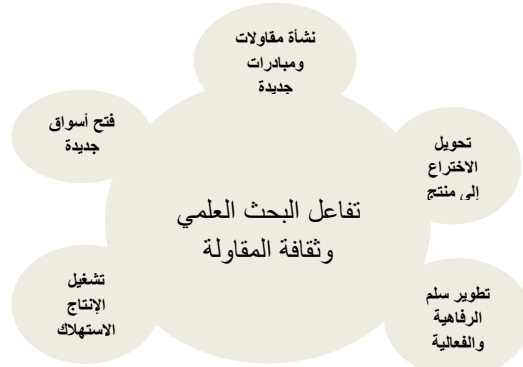 نشأة مقاولات
ومبادرات
جديدة
فتح أسواق
جديدة
تحويل
الاختراع
إلى منتج
تفاعل البحث العلمي
وثقافة المقاولة
تشغيل
الإنتاج
الاستهلاك
تطوير سلم
الرفاهية
والفعالية